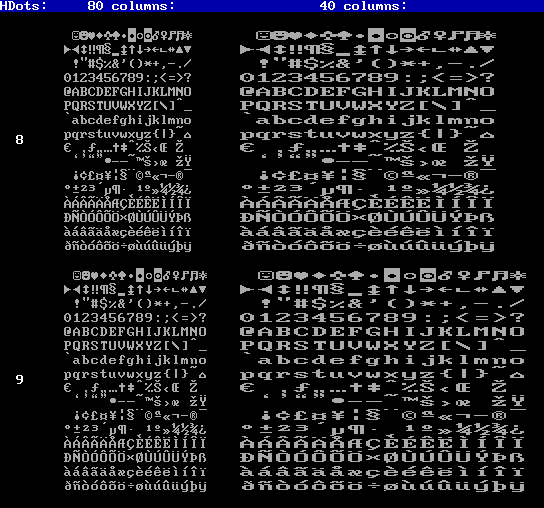 HDots: 80 columns: 40 columns:
☺☻♥♦♣♠•◘○◙♂♀♪♫☼ ☺☻♥♦♣♠•◘○◙♂♀♪♫☼
►◄↕‼¶§▬↨↑↓→←∟↔▲▼ ►◄↕‼¶§▬↨↑↓→←∟↔▲▼
!"#$%&'()*+,-./ !"#$%&'()*+,-./
0123456789:;<=>? 0123456789:;<=>?
@ABCDEFGHIJKLMNO @ABCDEFGHIJKLMNO
PQRSTUVWXYZ[\]^_ PQRSTUVWXYZ[\]^_
`abcdefghijklmno `abcdefghijklmno
8 pqrstuvwxyz{|}~⌂ pqrstuvwxyz{|}~⌂
€ ‚ƒ„…†‡ˆ‰Š‹Œ Ž € ‚ƒ„…†‡ˆ‰Š‹Œ Ž
‘’“”•–—˜™š›œ žŸ ‘’“”•–—˜™š›œ žŸ
¡¢£¤¥¦§¨©ª«¬-®¯ ¡¢£¤¥¦§¨©ª«¬-®¯
°±²³´µ¶·¸¹º»¼½¾¿ °±²³´µ¶·¸¹º»¼½¾¿
ÀÁÂÃÄÅÆÇÈÉÊËÌÍÎÏ ÀÁÂÃÄÅÆÇÈÉÊËÌÍÎÏ
ÐÑÒÓÔÕÖ×ØÙÚÛÜÝÞß ÐÑÒÓÔÕÖ×ØÙÚÛÜÝÞß
àáâãäåæçèéêëìíîï àáâãäåæçèéêëìíîï
ðñòóôõö÷øùúûüýþÿ ðñòóôõö÷øùúûüýþÿ
☺☻♥♦♣♠•◘○◙♂♀♪♫☼ ☺☻♥♦♣♠•◘○◙♂♀♪♫☼
►◄↕‼¶§▬↨↑↓→←∟↔▲▼ ►◄↕‼¶§▬↨↑↓→←∟↔▲▼
!"#$%&'()*+,-./ !"#$%&'()*+,-./
0123456789:;<=>? 0123456789:;<=>?
@ABCDEFGHIJKLMNO @ABCDEFGHIJKLMNO
PQRSTUVWXYZ[\]^_ PQRSTUVWXYZ[\]^_
`abcdefghijklmno `abcdefghijklmno
9 pqrstuvwxyz{|}~⌂ pqrstuvwxyz{|}~⌂
€ ‚ƒ„…†‡ˆ‰Š‹Œ Ž € ‚ƒ„…†‡ˆ‰Š‹Œ Ž
‘’“”•–—˜™š›œ žŸ ‘’“”•–—˜™š›œ žŸ
¡¢£¤¥¦§¨©ª«¬-®¯ ¡¢£¤¥¦§¨©ª«¬-®¯
°±²³´µ¶·¸¹º»¼½¾¿ °±²³´µ¶·¸¹º»¼½¾¿
ÀÁÂÃÄÅÆÇÈÉÊËÌÍÎÏ ÀÁÂÃÄÅÆÇÈÉÊËÌÍÎÏ
ÐÑÒÓÔÕÖ×ØÙÚÛÜÝÞß ÐÑÒÓÔÕÖ×ØÙÚÛÜÝÞß
àáâãäåæçèéêëìíîï àáâãäåæçèéêëìíîï
ðñòóôõö÷øùúûüýþÿ ðñòóôõö÷øùúûüýþÿ